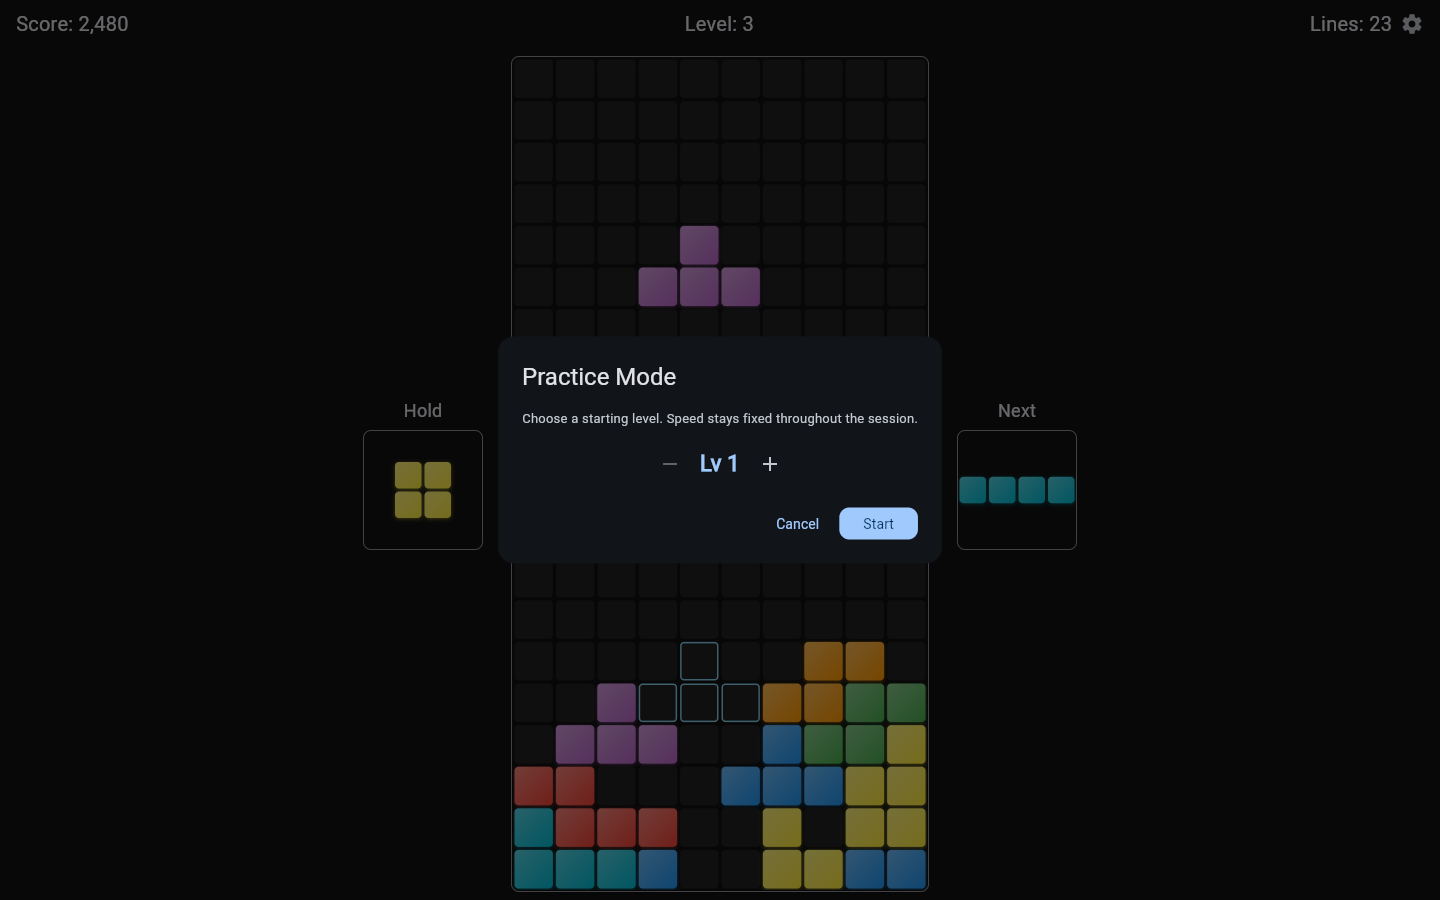 Score: 2,480
Level: 3
Lines: 23
Practice Mode
Choose a starting level. Speed stays fixed throughout the session.
Hold
Next
− Lv 1 +
Cancel
Start